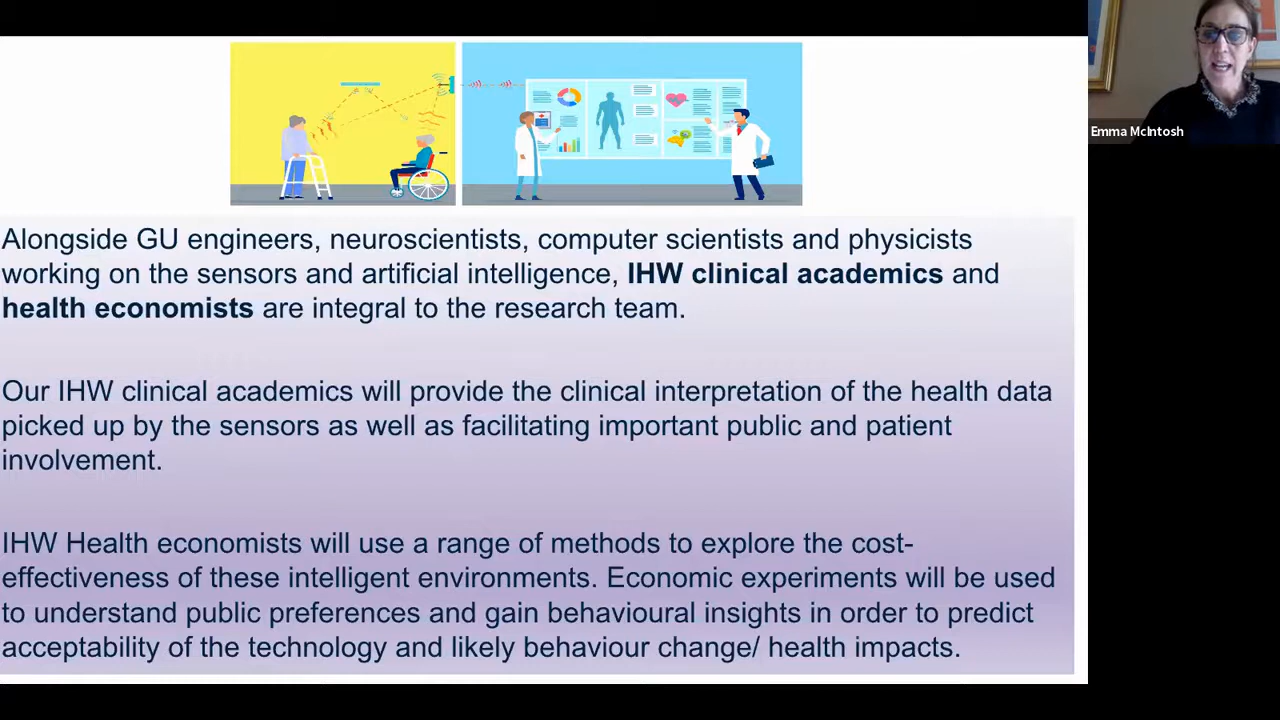 Emma McIntosh
Alongside GU engineers, neuroscientists, computer scientists and physicists
working on the sensors and artificial intelligence, IHW clinical academics and
health economists are integral to the research team.
Our IHW clinical academics will provide the clinical interpretation of the health data
picked up by the sensors as well as facilitating important public and patient
involvement.
IHW Health economists will use a range of methods to explore the cost-
effectiveness of these intelligent environments. Economic experiments will be used
to understand public preferences and gain behavioural insights in order to predict
acceptability of the technology and likely behaviour change/ health impacts.